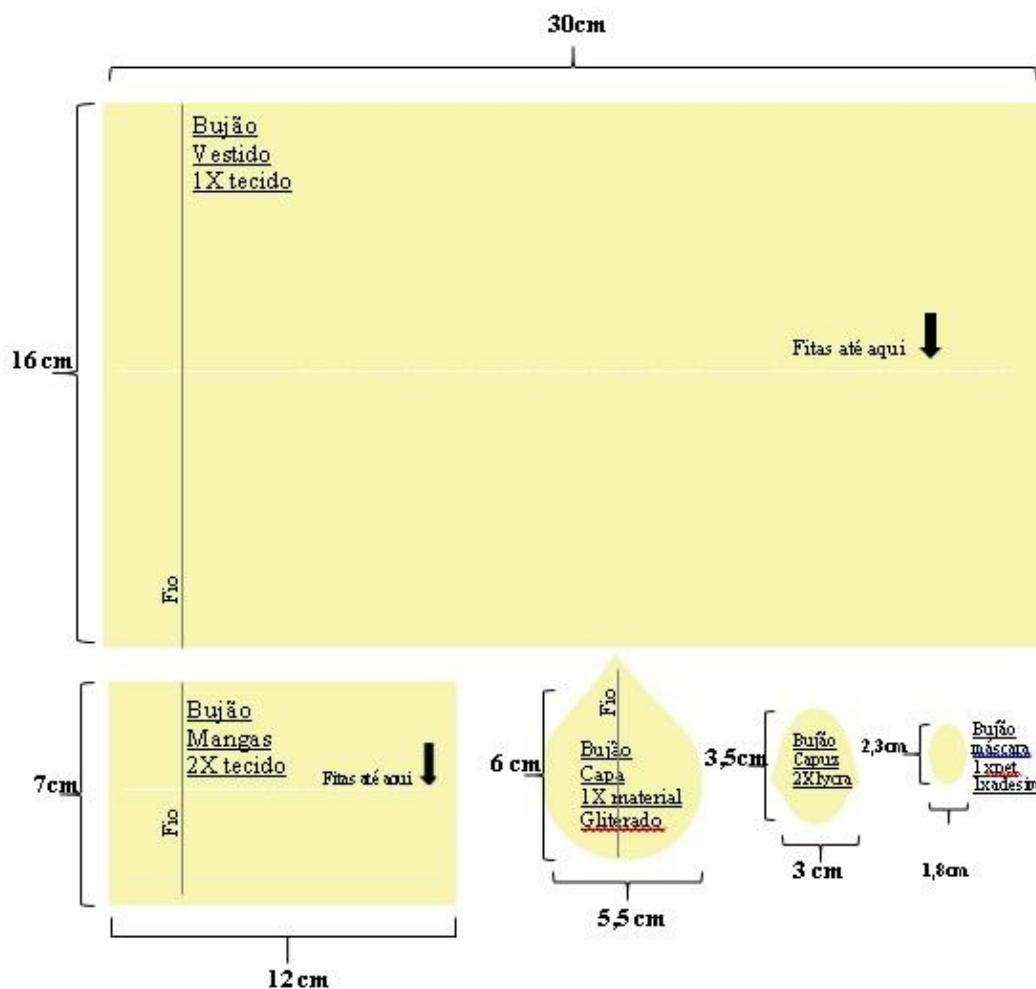 30cm
Bujão
Vestido
1X tecido
Fitas até aqui
16 cm
Fio
Bujão
Mangas
2X tecido
Fitas até aqui
7cm
Fio
12 cm
Fio
6 cm
Bujão
Capa
1X material
Gliterado
5,5 cm
3,5cm
Bujão
Capuz
2X lycra
3 cm
2,3cm
Bujão
máscara
1xpet
1xadesivo
1,8cm